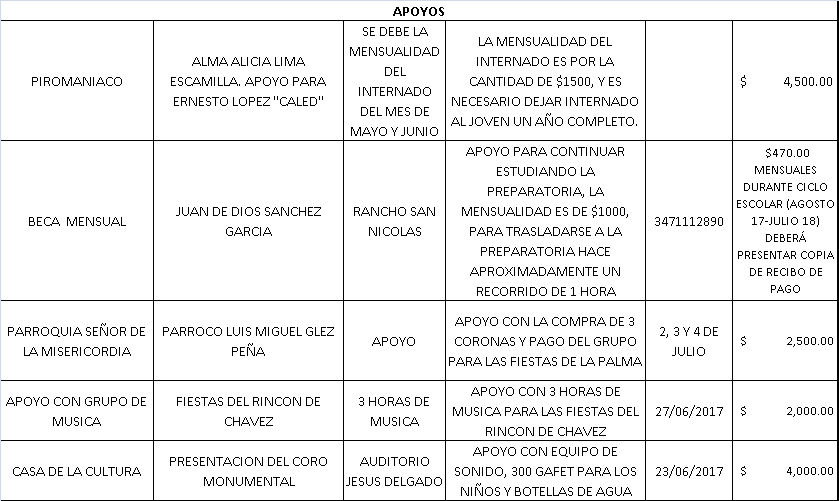 APOYOS
PIROMANIACO
ALMA ALICIA LIMA
ESCAMILLA. APOYO PARA
ERNESTO LOPEZ "CALED"
SE DEBE LA
MENSUALIDAD
DEL
INTERNADO
DEL MES DE
MAYO Y JUNIO
LA MENSUALIDAD DEL
INTERNADO ES POR LA
CANTIDAD DE $1500, Y ES
NECESARIO DEJAR INTERNADO
AL JOVEN UN AÑO COMPLETO.
$ 4,500.00
BECA MENSUAL
JUAN DE DIOS SANCHEZ
GARCIA
RANCHO SAN
NICOLAS
APOYO PARA CONTINUAR
ESTUDIANDO LA
PREPARATORIA, LA
MENSUALIDAD ES DE $1000,
PARA TRASLADARSE A LA
PREPARATORIA HACE
APROXIMADAMENTE UN
RECORRIDO DE 1 HORA
3471112890
$470.00
MENSUALES
DURANTE CICLO
ESCOLAR (AGOSTO
17-JULIO 18)
DEBERÁ
PRESENTAR COPIA
DE RECIBO DE
PAGO
PARROQUIA SEÑOR DE
LA MISERICORDIA
PARROCO LUIS MIGUEL GLEZ
PEÑA
APOYO
APOYO CON LA COMPRA DE 3
CORONAS Y PAGO DEL GRUPO
PARA LAS FIESTAS DE LA PALMA
2, 3 Y 4 DE
JULIO
$ 2,500.00
APOYO CON GRUPO DE
MUSICA
FIESTAS DEL RINCON DE
CHAVEZ
3 HORAS DE
MUSICA
APOYO CON 3 HORAS DE
MUSICA PARA LAS FIESTAS DEL
RINCON DE CHAVEZ
27/06/2017
$ 2,000.00
CASA DE LA CULTURA
PRESENTACION DEL CORO
MONUMENTAL
AUDITORIO
JESUS DELGADO
APOYO CON EQUIPO DE
SONIDO, 300 GAFET PARA LOS
NIÑOS Y BOTELLAS DE AGUA
23/06/2017
$ 4,000.00